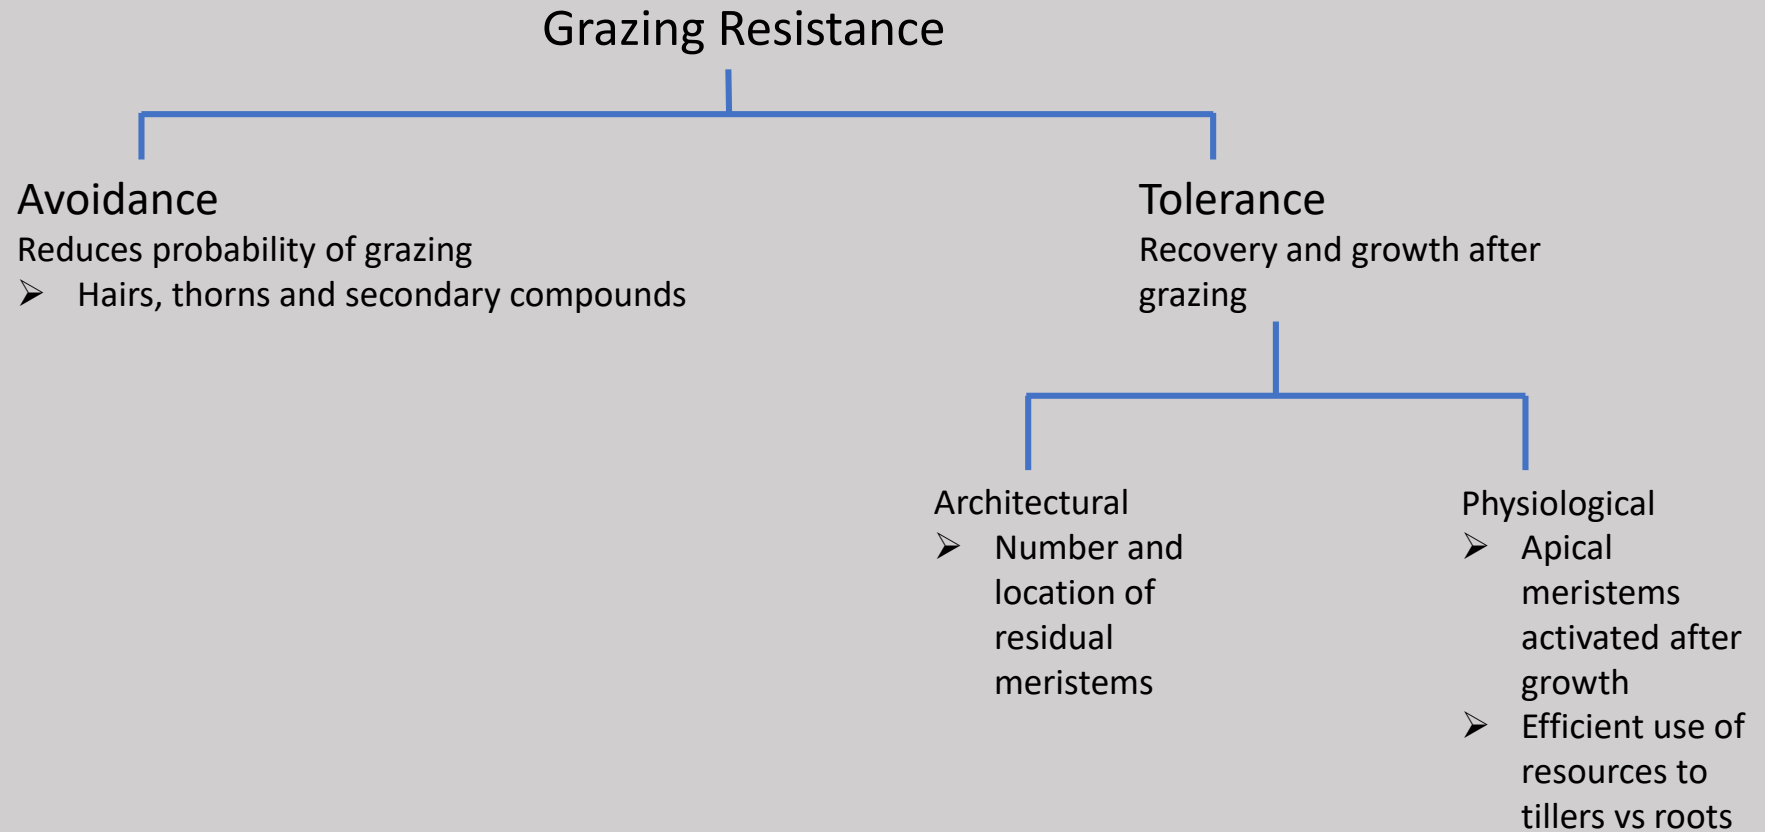 Grazing Resistance
Avoidance
Reduces probability of grazing
➢ Hairs, thorns and secondary compounds
Tolerance
Recovery and growth after
grazing
Architectural
➢ Number and
location of
residual
meristems
Physiological
➢ Apical
meristems
activated after
growth
➢ Efficient use of
resources to
tillers vs roots